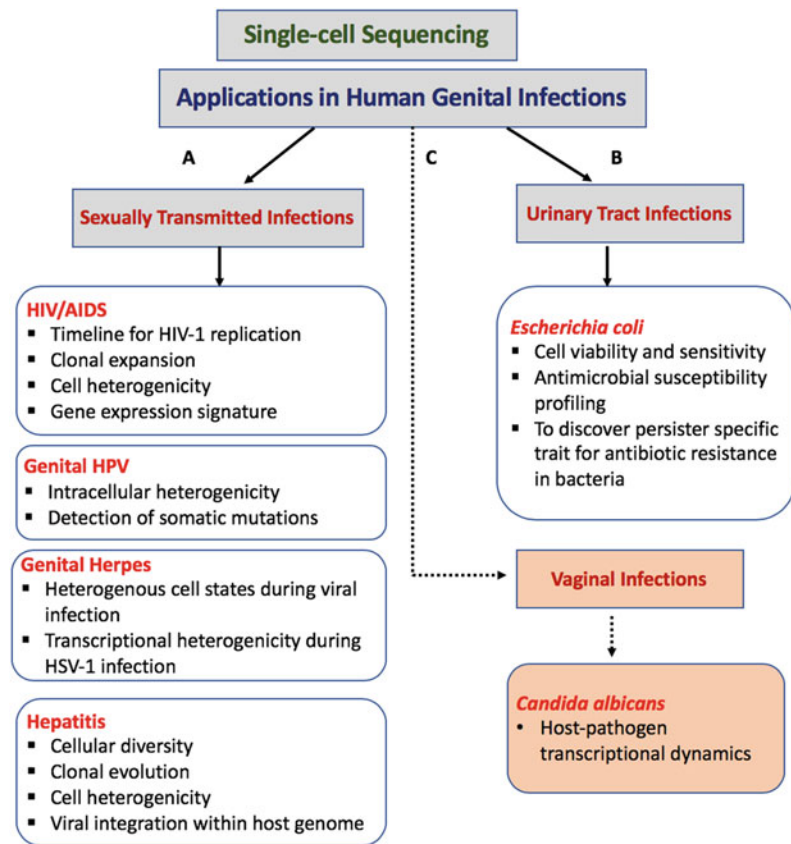 Single-cell Sequencing
Applications in Human Genital Infections
A
C
B
Sexually Transmitted Infections
HIV/AIDS
▪ Timeline for HIV-1 replication
▪ Clonal expansion
▪ Cell heterogenicity
▪ Gene expression signature
Genital HPV
▪ Intracellular heterogenicity
▪ Detection of somatic mutations
Genital Herpes
▪ Heterogenous cell states during viral
infection
▪ Transcriptional heterogenicity during
HSV-1 infection
Hepatitis
▪ Cellular diversity
▪ Clonal evolution
▪ Cell heterogenicity
▪ Viral integration within host genome
Urinary Tract Infections
Escherichia coli
▪ Cell viability and sensitivity
▪ Antimicrobial susceptibility
profiling
▪ To discover persister specific
trait for antibiotic resistance
in bacteria
Vaginal Infections
Candida albicans
• Host-pathogen
transcriptional dynamics